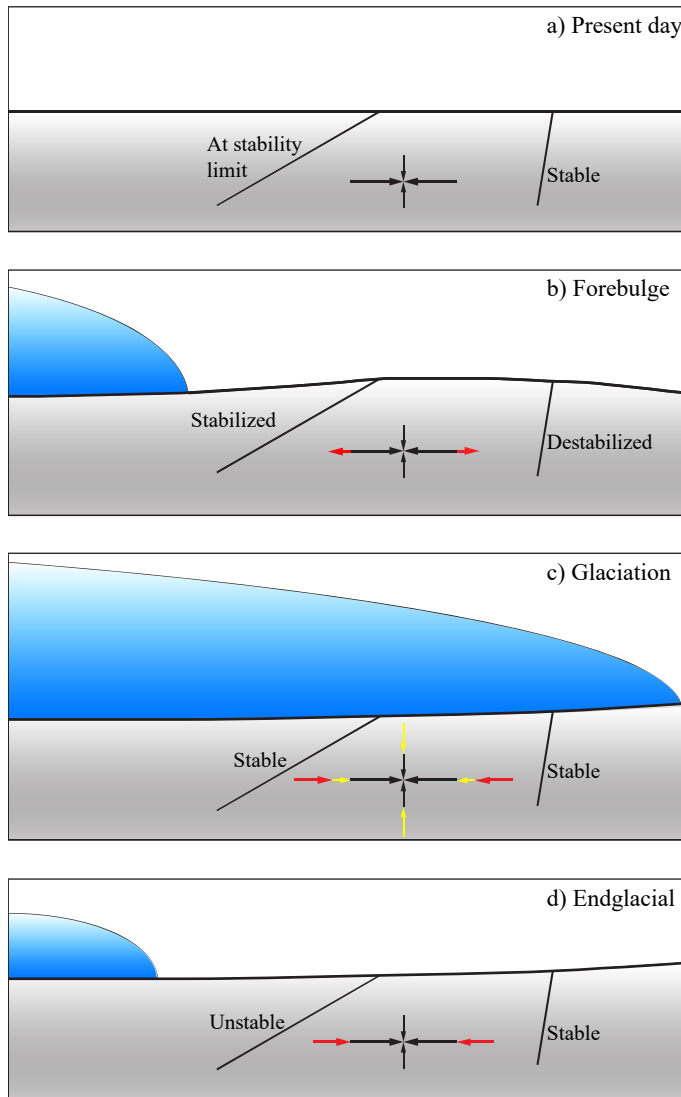 a) Present day
At stability
limit
Stable
b) Forebulge
Stabilized
Destabilized
c) Glaciation
Stable
Stable
d) Endglacial
Unstable
Stable